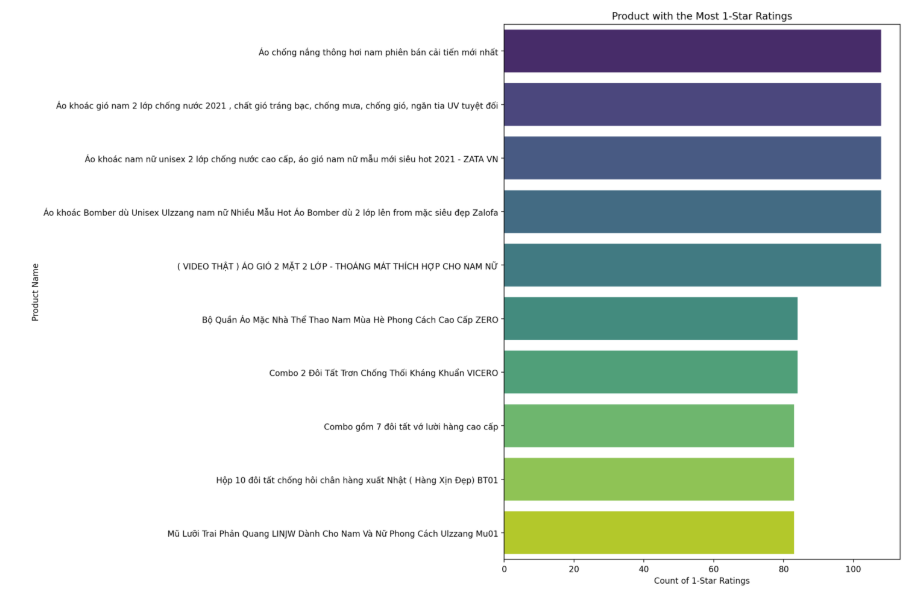 Product with the Most 1-Star Ratings
Áo chống nắng thông hơi nam phiên bản cải tiến mới nhất
Áo khoác gió nam 2 lớp chống nước 2021 , chất gió tráng bạc, chống mưa, chống gió, ngăn tia UV tuyệt đối
Áo khoác nam nữ unisex 2 lớp chống nước cao cấp, áo gió nam nữ mẫu mới siêu hot 2021 - ZATA VN
Áo khoác Bomber dù Unisex Ulzzang nam nữ Nhiều Mẫu Hot Áo Bomber dù 2 lớp lên from mặc siêu đẹp Zalofa
( VIDEO THẬT ) ÁO GIÓ 2 MẶT 2 LỚP - THOÁNG MÁT THÍCH HỢP CHO NAM NỮ
Product Name
Bộ Quần Áo Mặc Nhà Thể Thao Nam Mùa Hè Phong Cách Cao Cấp ZERO
Combo 2 Đôi Tất Trơn Chống Thối Kháng Khuẩn VICERO
Combo gồm 7 đôi tất vớ lười hàng cao cấp
Hộp 10 đôi tất chống hôi chân hàng xuất Nhật ( Hàng Xịn Đẹp) BT01
Mũ Lưỡi Trai Phản Quang LINJW Dành Cho Nam Và Nữ Phong Cách Ulzzang Mu01
0 20 40 60 80 100
Count of 1-Star Ratings